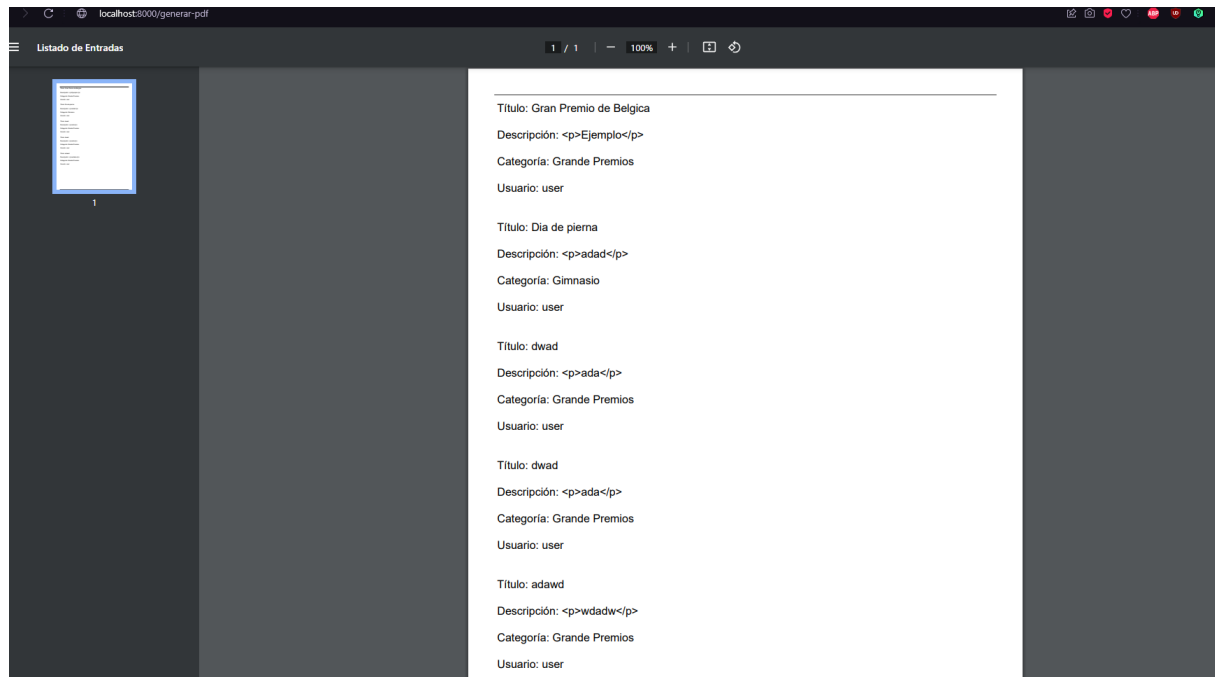 localhost:8000/generar-pdf
ABP
Listado de Entradas
1 / 1
100%
1
Título: Gran Premio de Belgica
Descripción: <p>Ejemplo</p>
Categoría: Grande Premios
Usuario: user
Título: Dia de pierna
Descripción: <p>adad</p>
Categoría: Gimnasio
Usuario: user
Título: dwad
Descripción: <p>ada</p>
Categoría: Grande Premios
Usuario: user
Título: dwad
Descripción: <p>ada</p>
Categoría: Grande Premios
Usuario: user
Título: adawd
Descripción: <p>wdadw</p>
Categoría: Grande Premios
Usuario: user